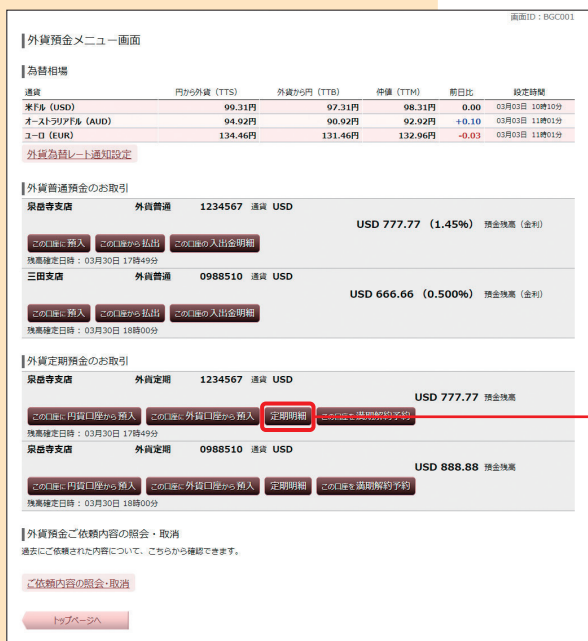 画面ID：BGC001
外貨預金メニュー画面
為替相場
通貨 円から外貨（TTS） 外貨から円（TTB） 仲値（TTM） 前日比 設定時間
米ドル（USD） 99.31円 97.31円 98.31円 0.00 03月03日 10時10分
オーストラリアドル（AUD） 94.92円 90.92円 92.92円 +0.10 03月03日 11時01分
ユーロ（EUR） 134.46円 131.46円 132.96円 -0.03 03月03日 11時01分
外貨為替レート通知設定
外貨普通預金のお取引
泉岳寺支店 外貨普通 1234567 通貨 USD
USD 777.77 （1.45%） 預金残高（金利）
この口座に預入 この口座から払出 この口座の入出金明細
残高確定日時：03月30日 17時49分
三田支店 外貨普通 0988510 通貨 USD
USD 666.66 （0.500%） 預金残高（金利）
この口座に預入 この口座から払出 この口座の入出金明細
残高確定日時：03月30日 18時00分
外貨定期預金のお取引
泉岳寺支店 外貨定期 1234567 通貨 USD
USD 777.77 預金残高
この口座に円貨口座から預入 この口座に外貨口座から預入 定期明細 この口座を満期解約予約
残高確定日時：03月30日 17時49分
泉岳寺支店 外貨定期 0988510 通貨 USD
USD 888.88 預金残高
この口座に円貨口座から預入 この口座に外貨口座から預入 定期明細 この口座を満期解約予約
残高確定日時：03月30日 18時00分
外貨預金ご依頼内容の照会・取消
過去にご依頼された内容について、こちらから確認できます。
ご依頼内容の照会・取消
トップページへ